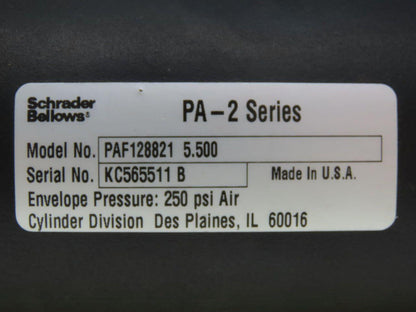 Schrader
Bellows®
PA-2 Series
Model No. PAF128821 5.500
Serial No. KC565511 B
Made In U.S.A.
Envelope Pressure: 250 psi Air
Cylinder Division Des Plaines, IL 60016